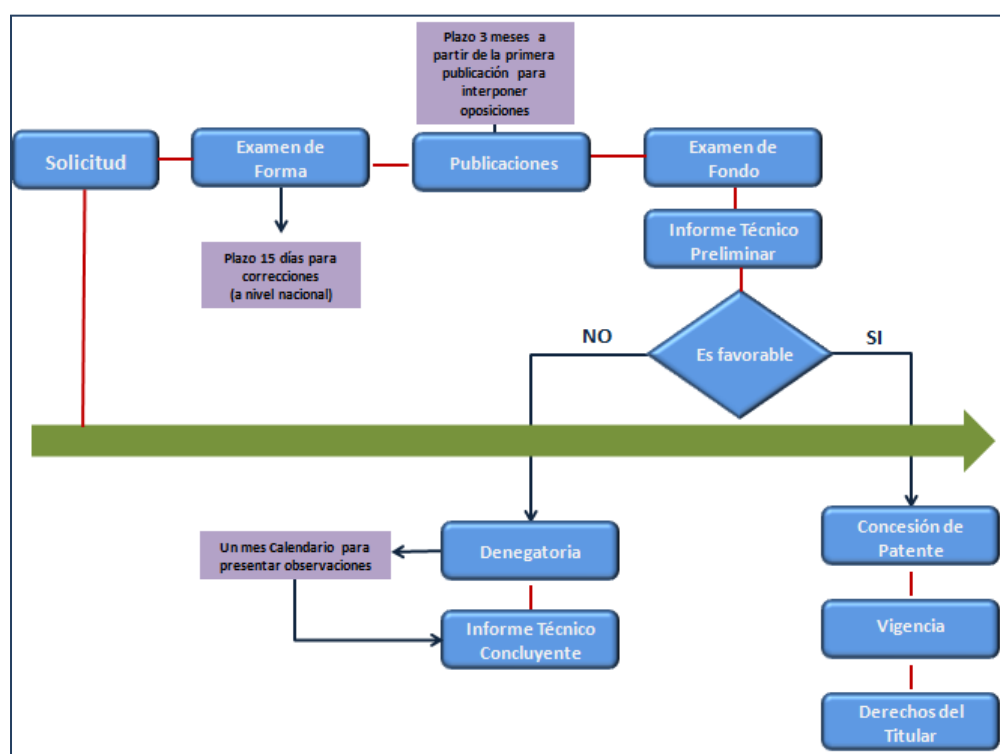 Plazo 3 meses a
partir de la primera
publicación para
interponer
oposiciones
Solicitud
Examen de
Forma
Publicaciones
Examen de
Fondo
Plazo 15 días para
correcciones
(a nivel nacional)
Informe Técnico
Preliminar
NO
Es favorable
SI
Un mes Calendario para
presentar observaciones
Denegatoria
Informe Técnico
Concluyente
Concesión de
Patente
Vigencia
Derechos del
Titular